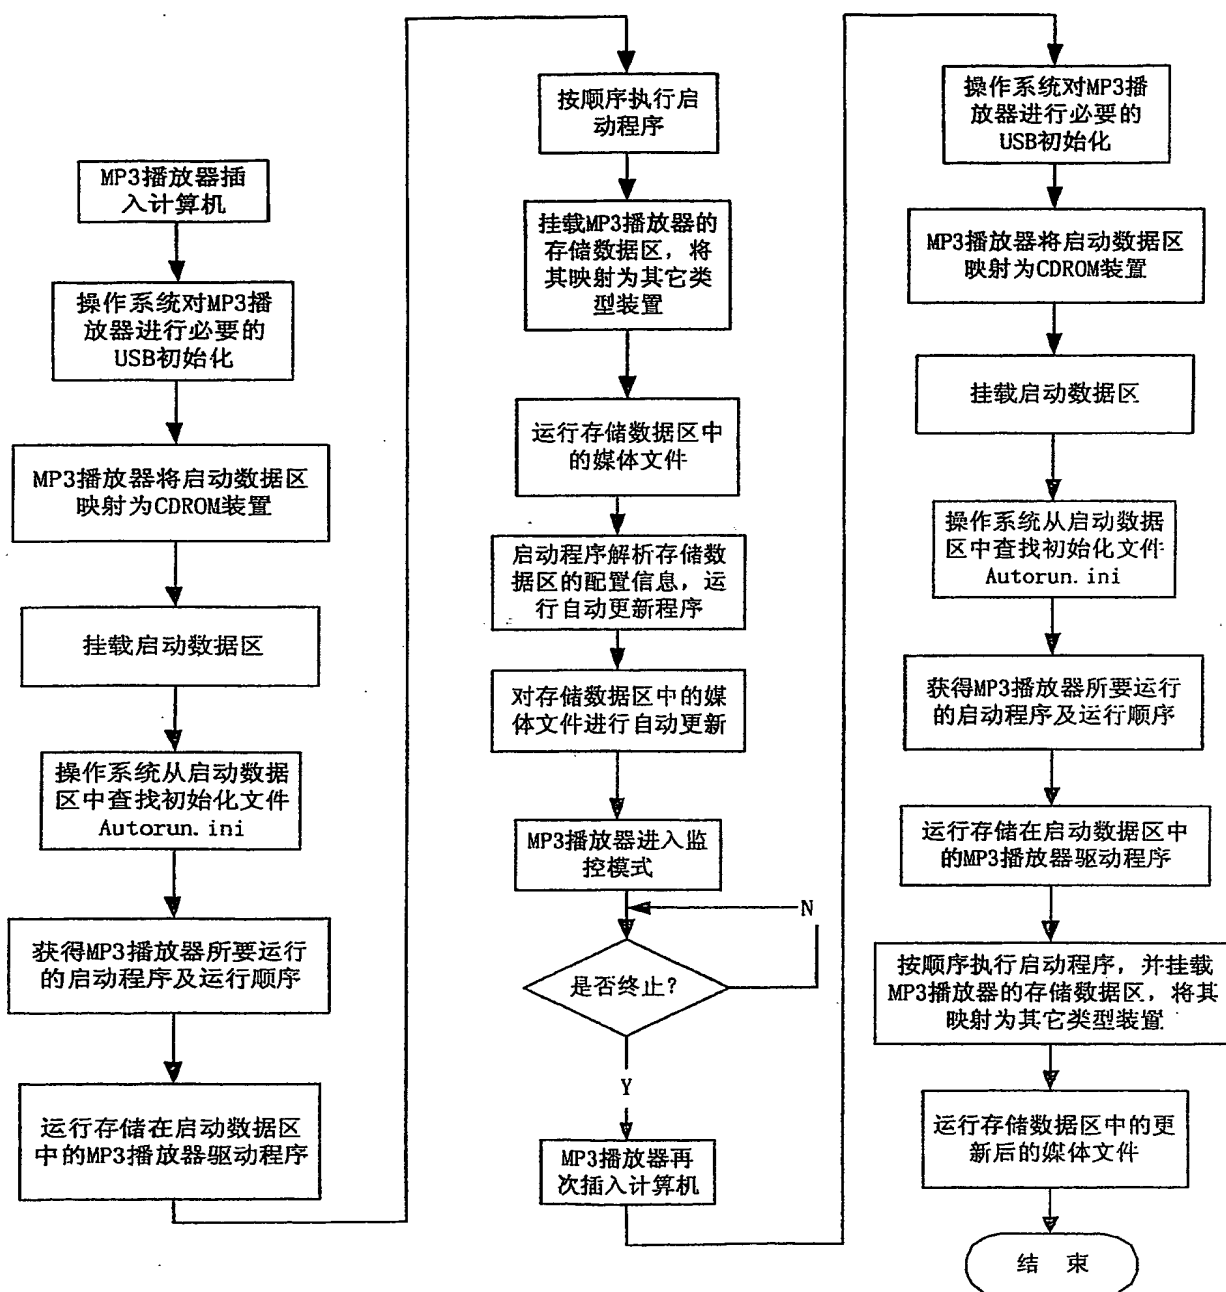 MP3播放器插
入计算机
操作系统对MP3播
放器进行必要的
USB初始化
MP3播放器将启动数据区
映射为CDROM装置
挂载启动数据区
操作系统从启动数据
区中查找初始化文件
Autorun.ini
获得MP3播放器所要运行
的启动程序及运行顺序
运行存储在启动数据区
中的MP3播放器驱动程序
按顺序执行启
动程序
挂载MP3播放器的
存储数据区，将
其映射为其它类
型装置
运行存储数据区中
的媒体文件
启动程序解析存储数
据区的配置信息，运
行自动更新程序
对存储数据区中的媒
体文件进行自动更新
MP3播放器进入监
控模式
N
是否终止？
Y
MP3播放器再
次插入计算机
操作系统对MP3播
放器进行必要的
USB初始化
MP3播放器将启动数据区
映射为CDROM装置
挂载启动数据区
操作系统从启动数据
区中查找初始化文件
Autorun.ini
获得MP3播放器所要运行
的启动程序及运行顺序
运行存储在启动数据区中
的MP3播放器驱动程序
按顺序执行启动程序，并挂载
MP3播放器的存储数据区，将其
映射为其它类型装置
运行存储数据区中的更
新后的媒体文件
结 束